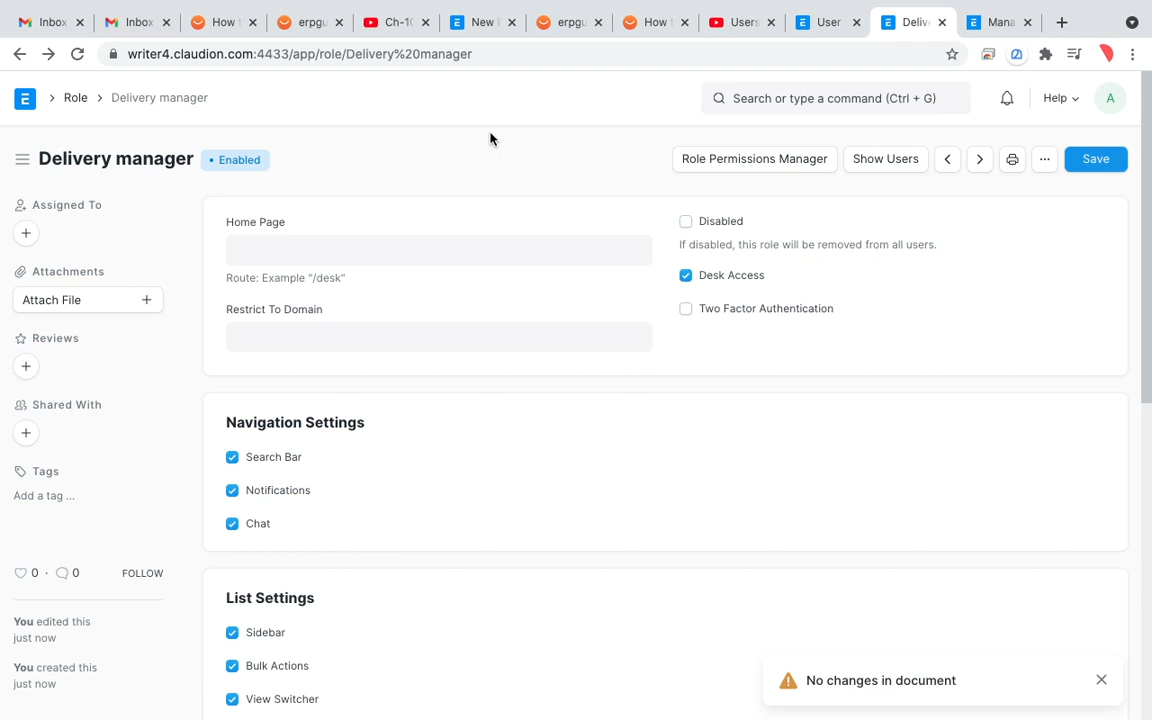 Inbox
Inbox
How t
erpgu
Ch-10
New F
erpgu
How t
Users
User
Deliv
Mana
writer4.claudion.com:4433/app/role/Delivery%20manager
E
Role
Delivery manager
Search or type a command (Ctrl + G)
Help
A
Delivery manager
Enabled
Role Permissions Manager
Show Users
Save
Assigned To
Attachments
Attach File
Reviews
Shared With
Tags
Add a tag ...
0 · 0 FOLLOW
You edited this
just now
You created this
just now
Home Page
Route: Example "/desk"
Restrict To Domain
Disabled
If disabled, this role will be removed from all users.
Desk Access
Two Factor Authentication
Navigation Settings
Search Bar
Notifications
Chat
List Settings
Sidebar
Bulk Actions
View Switcher
No changes in document